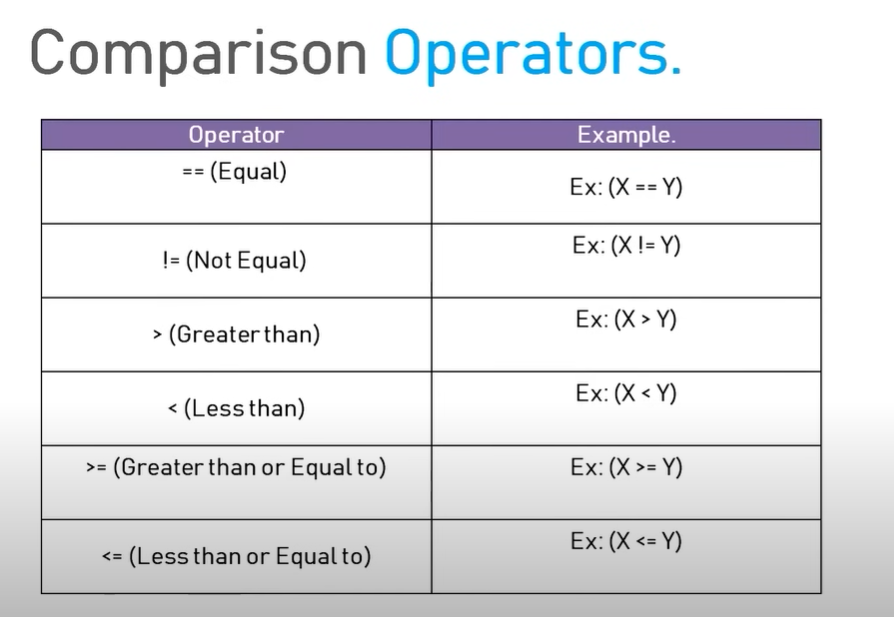 Comparison Operators.
Operator Example.
== (Equal) Ex: (X == Y)
!= (Not Equal) Ex: (X != Y)
> (Greater than) Ex: (X > Y)
< (Less than) Ex: (X < Y)
>= (Greater than or Equal to) Ex: (X >= Y)
<= (Less than or Equal to) Ex: (X <= Y)